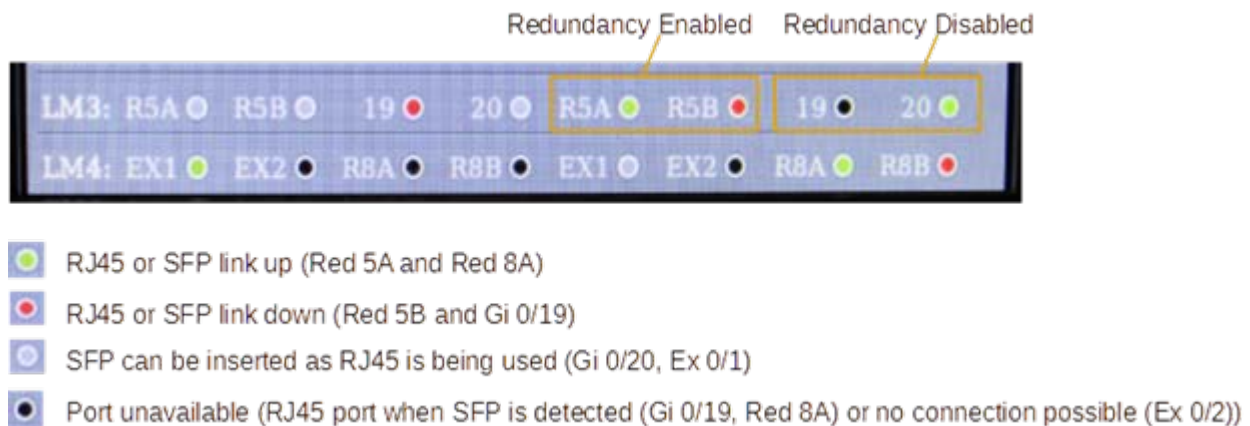 Redundancy Enabled Redundancy Disabled
LM3: R5A R5B 19 20 R5A R5B 19 20
LM4: EX1 EX2 R8A R8B EX1 EX2 R8A R8B
RJ45 or SFP link up (Red 5A and Red 8A)
RJ45 or SFP link down (Red 5B and Gi 0/19)
SFP can be inserted as RJ45 is being used (Gi 0/20, Ex 0/1)
Port unavailable (RJ45 port when SFP is detected (Gi 0/19, Red 8A) or no connection possible (Ex 0/2))